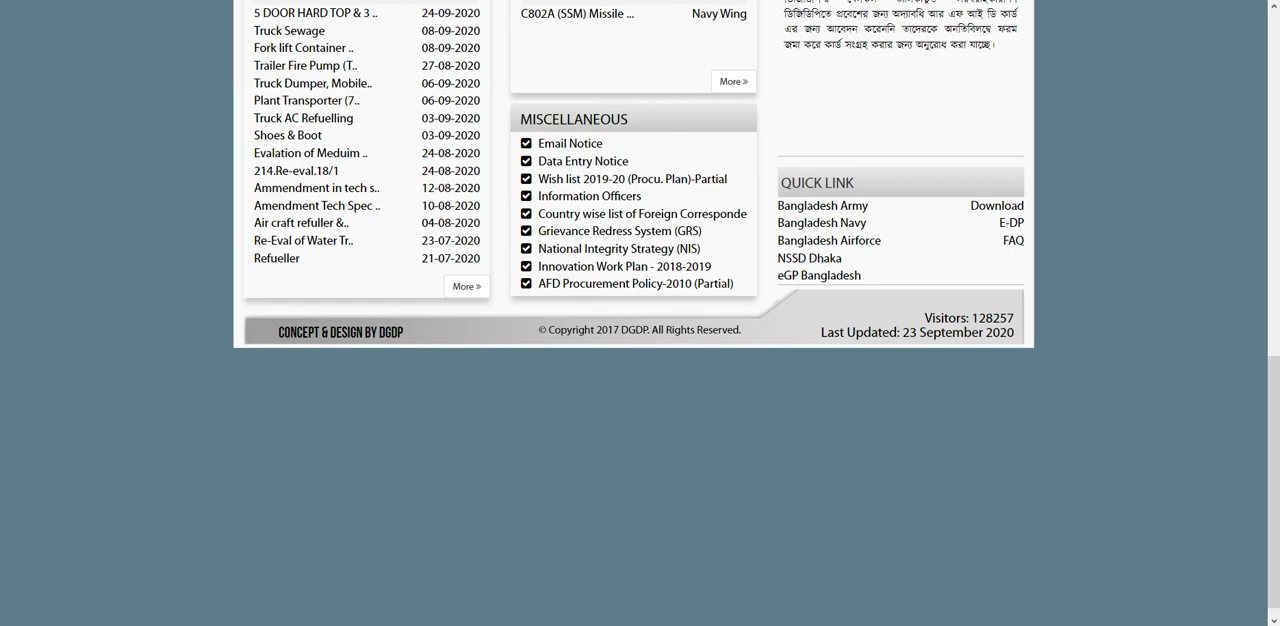 5 DOOR HARD TOP & 3 .. 24-09-2020
Truck Sewage 08-09-2020
Fork lift Container .. 08-09-2020
Trailer Fire Pump (T.. 27-08-2020
Truck Dumper, Mobile.. 06-09-2020
Plant Transporter (7.. 06-09-2020
Truck AC Refuelling 03-09-2020
Shoes & Boot 03-09-2020
Evalation of Meduim .. 24-08-2020
214.Re-eval.18/1 24-08-2020
Ammendment in tech s.. 12-08-2020
Amendment Tech Spec .. 10-08-2020
Air craft refuller &.. 04-08-2020
Re-Eval of Water Tr.. 23-07-2020
Refueller 21-07-2020
More »
C802A (SSM) Missile ... Navy Wing
More »
MISCELLANEOUS
Email Notice
Data Entry Notice
Wish list 2019-20 (Procu. Plan)-Partial
Information Officers
Country wise list of Foreign Corresponde
Grievance Redress System (GRS)
National Integrity Strategy (NIS)
Innovation Work Plan - 2018-2019
AFD Procurement Policy-2010 (Partial)
ডিজিডিপিতে প্রবেশের জন্য অদ্যাবধি আর এফ আই ডি কার্ড
এর জন্য আবেদন করেননি তাদেরকে অনতিবিলম্বে ফরম
জমা করে কার্ড সংগ্রহ করার জন্য অনুরোধ করা যাচ্ছে।
QUICK LINK
Bangladesh Army Download
Bangladesh Navy E-DP
Bangladesh Airforce FAQ
NSSD Dhaka
eGP Bangladesh
CONCEPT & DESIGN BY DGDP
© Copyright 2017 DGDP. All Rights Reserved.
Visitors: 128257
Last Updated: 23 September 2020